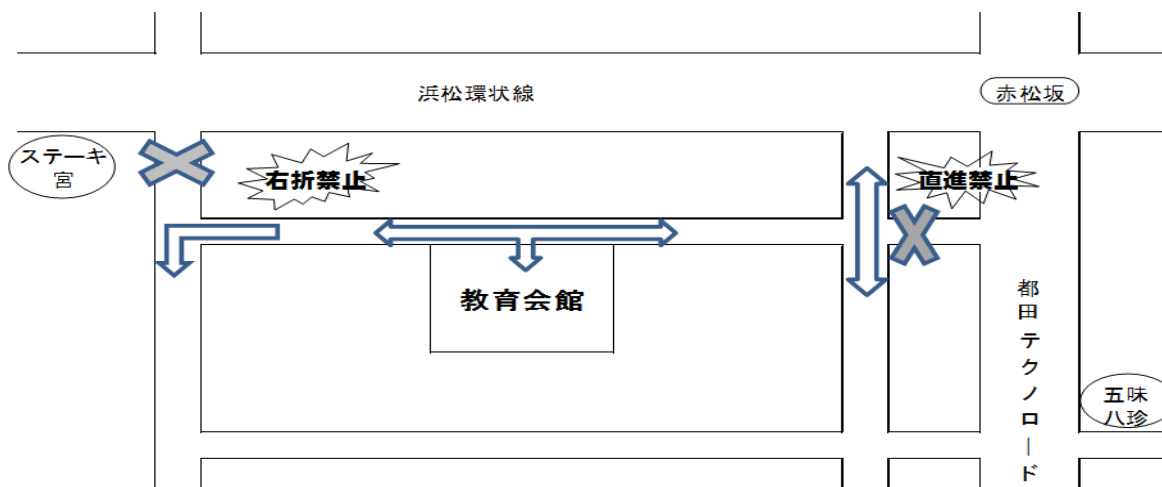 浜松環状線
赤松坂
ステーキ
宮
右折禁止
直進禁止
教育会館
都田テクノロード
五味
八珍